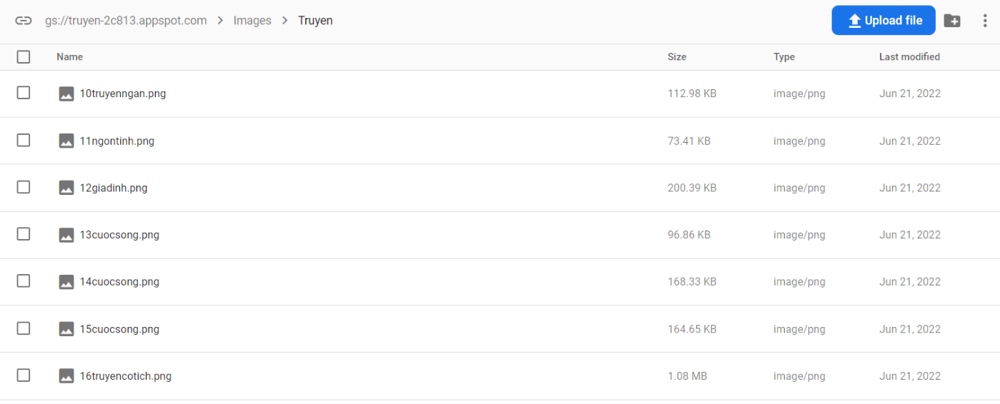 gs://truyen-2c813.appspot.com > Images > Truyen Upload file
Name Size Type Last modified
10truyenngan.png 112.98 KB image/png Jun 21, 2022
11ngontinh.png 73.41 KB image/png Jun 21, 2022
12giadinh.png 200.39 KB image/png Jun 21, 2022
13cuocsong.png 96.86 KB image/png Jun 21, 2022
14cuocsong.png 168.33 KB image/png Jun 21, 2022
15cuocsong.png 164.65 KB image/png Jun 21, 2022
16truyencotich.png 1.08 MB image/png Jun 21, 2022